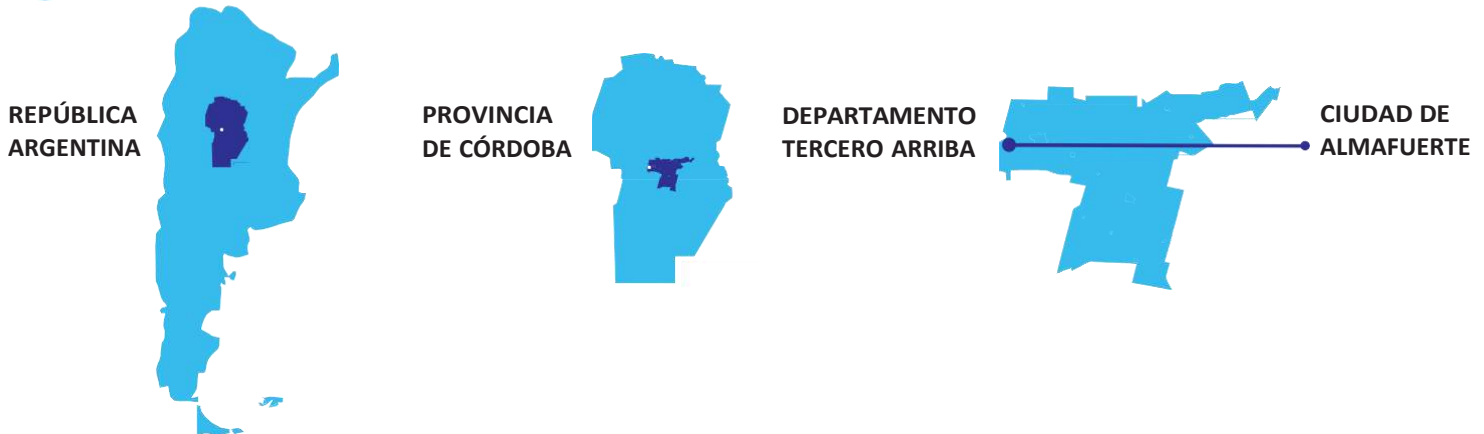 REPÚBLICA
ARGENTINA
PROVINCIA
DE CÓRDOBA
DEPARTAMENTO
TERCERO ARRIBA
CIUDAD DE
ALMAFUERTE